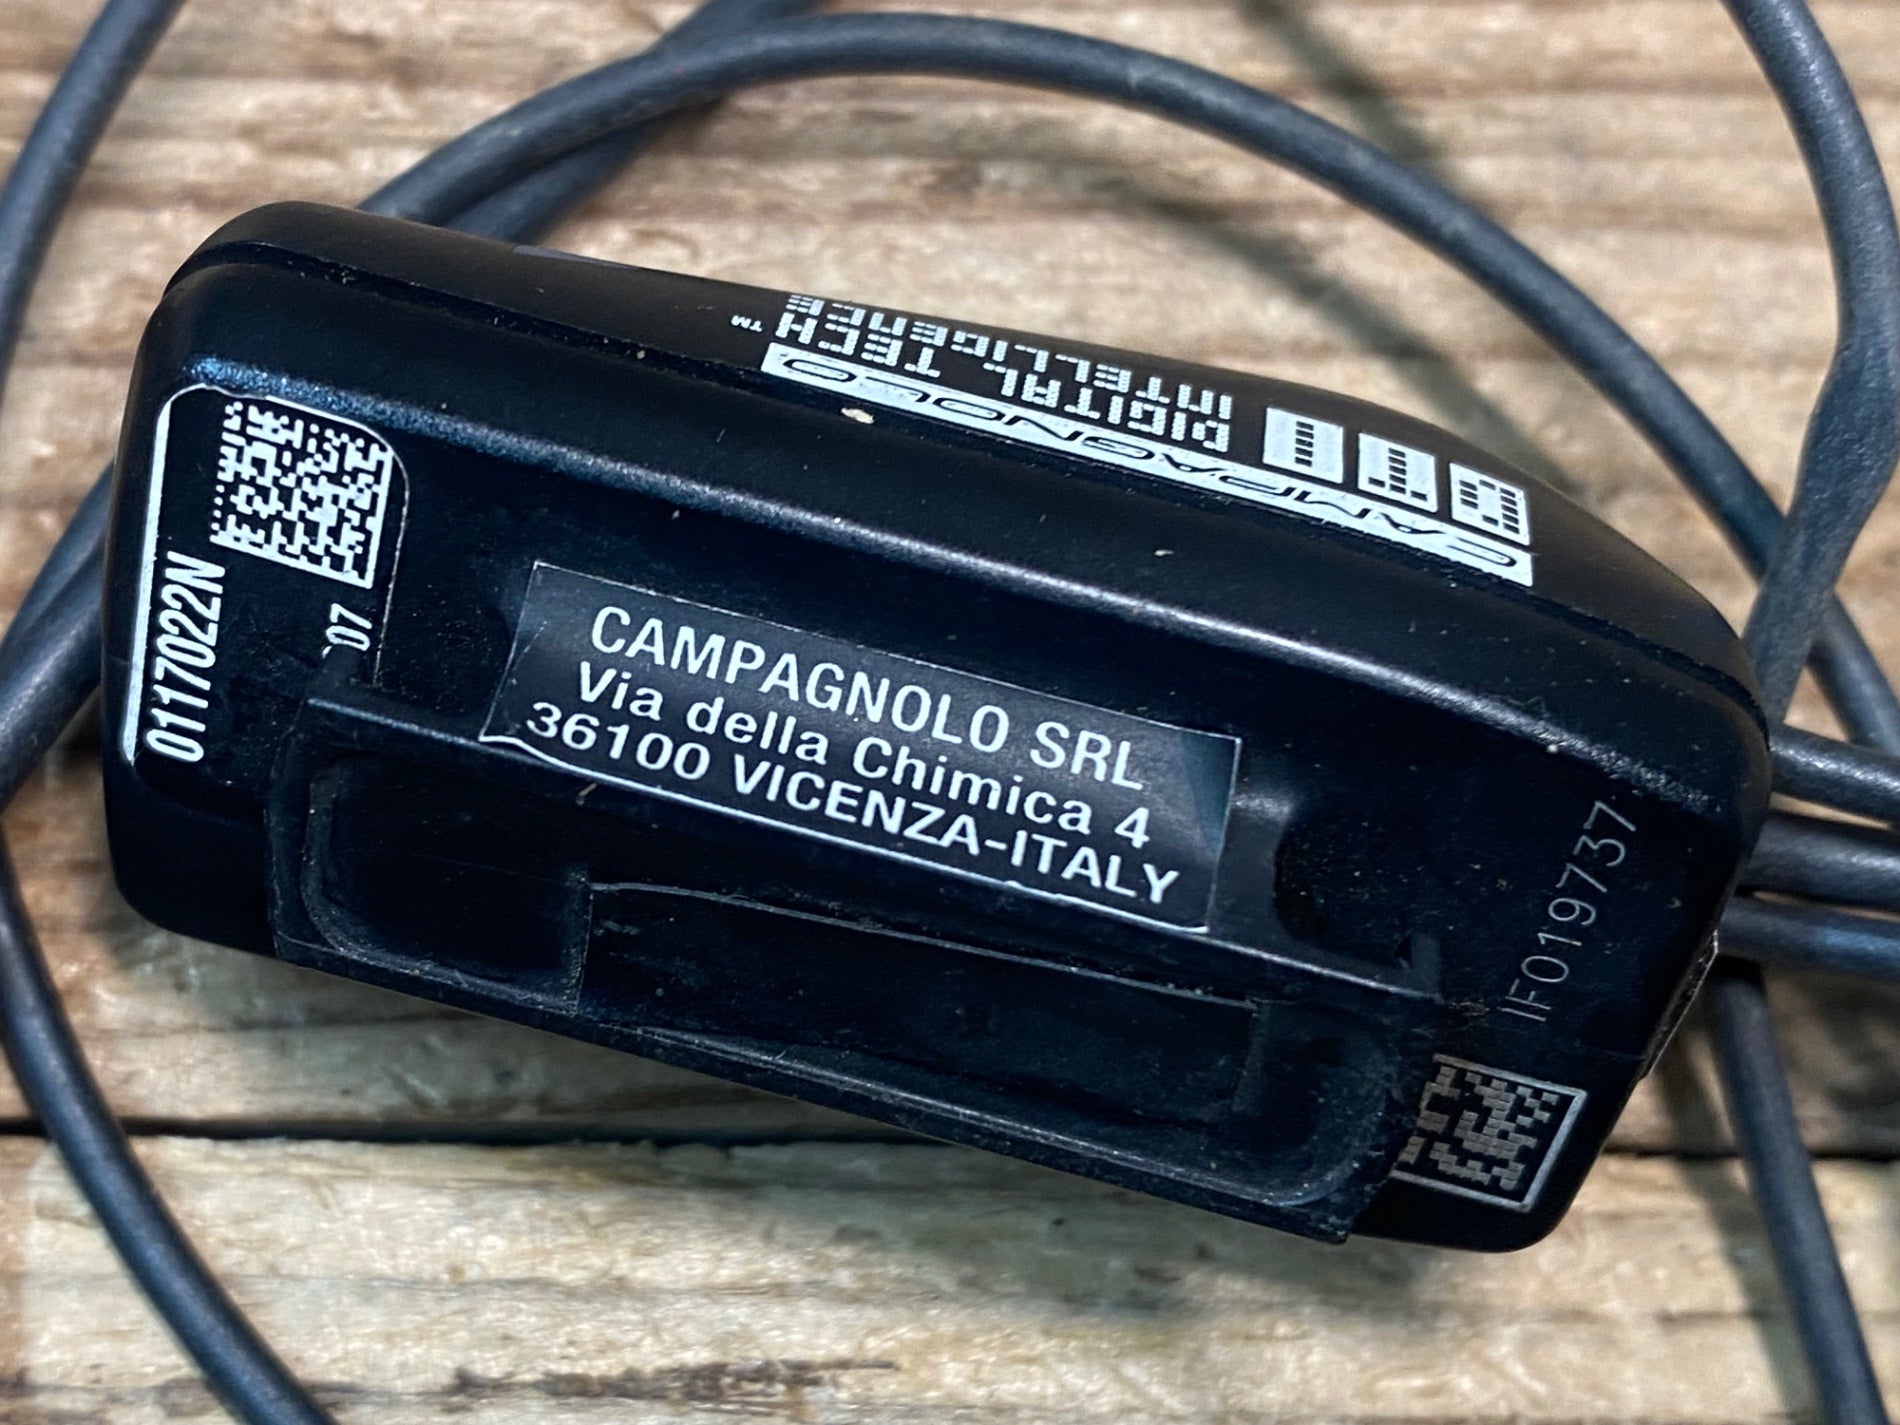 CAMPAGNOLO
DIGITAL TECH
INTELLIGENCE
™
0117022N
07
CAMPAGNOLO SRL
Via della Chimica 4
36100 VICENZA-ITALY
IF019737